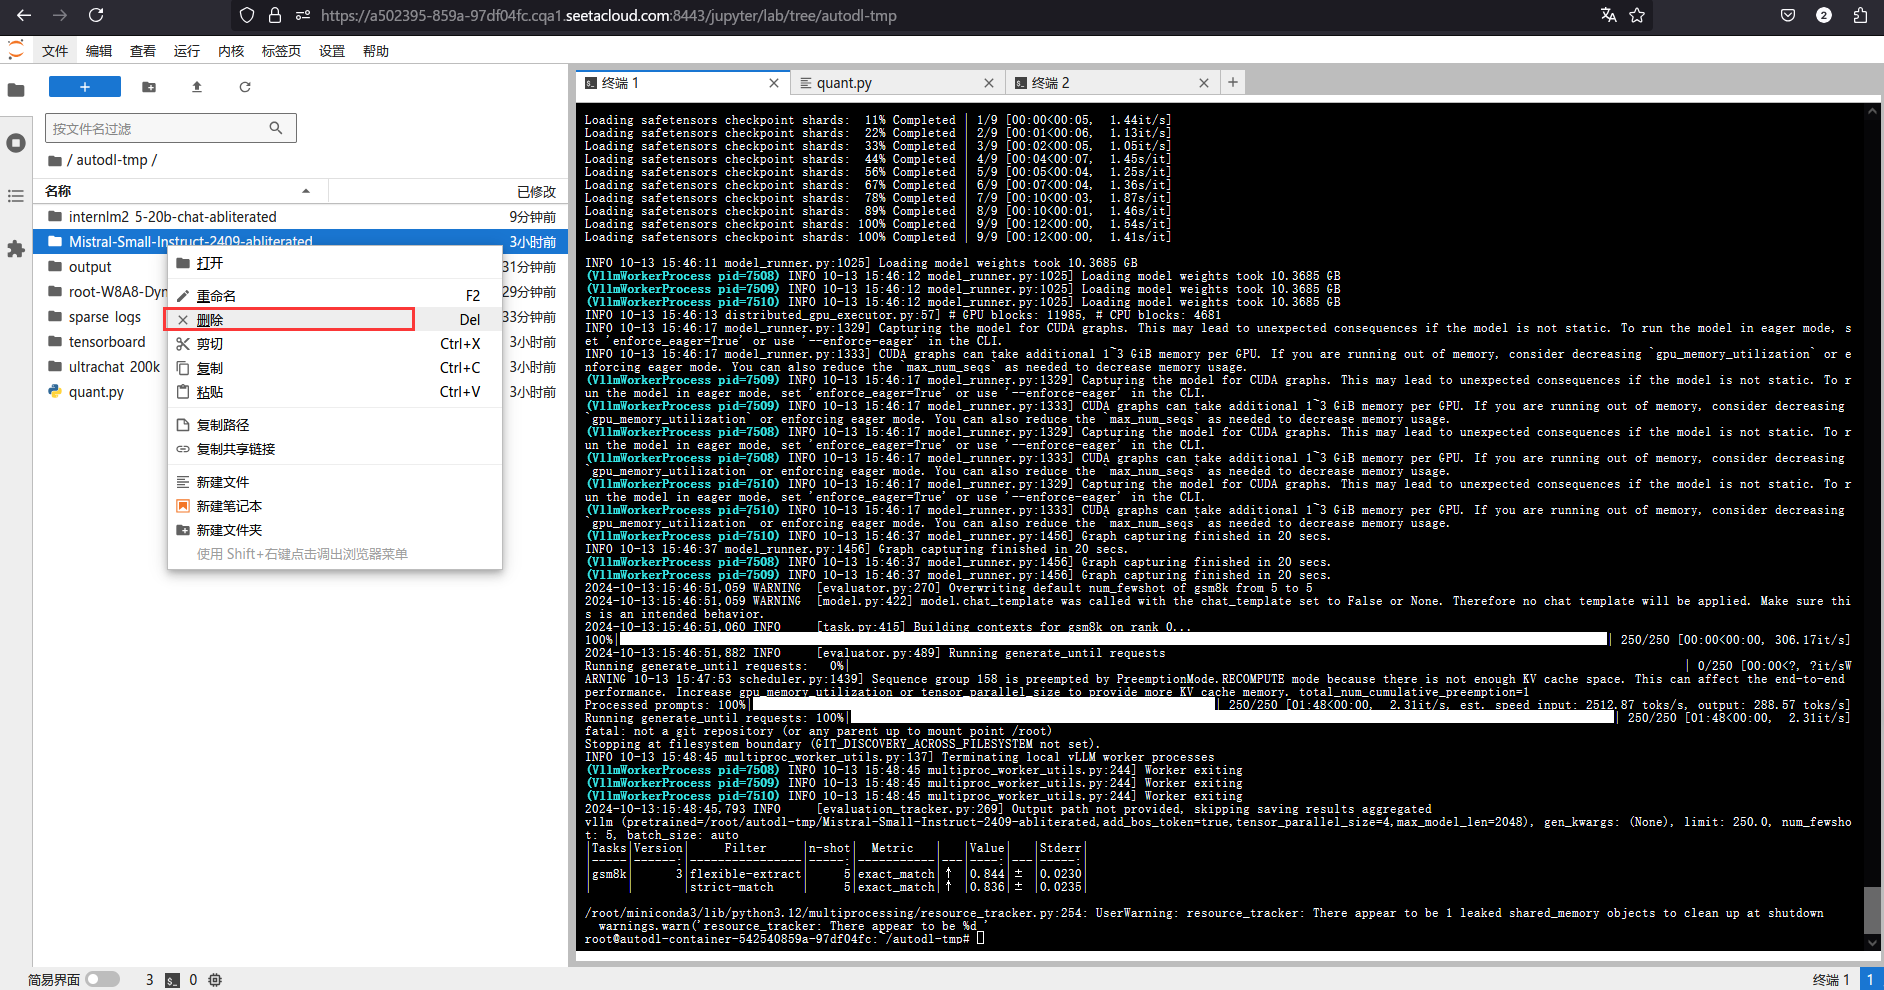 https://a502395-859a-97df04fc.cqa1.seetacloud.com:8443/jupyter/lab/tree/autodl-tmp
2
文件 编辑 查看 运行 内核 标签页 设置 帮助
+
按文件名过滤
/ autodl-tmp /
名称 已修改
internlm2 5-20b-chat-abliterated 9分钟前
Mistral-Small-Instruct-2409-abliterated 3小时前
output 31分钟前
root-W8A8-Dyn 29分钟前
sparse logs 33分钟前
tensorboard 3小时前
ultrachat 200k 3小时前
quant.py 3小时前
打开
重命名 F2
删除 Del
剪切 Ctrl+X
复制 Ctrl+C
粘贴 Ctrl+V
复制路径
复制共享链接
新建文件
新建笔记本
新建文件夹
使用 Shift+右键点击调出浏览器菜单
终端 1 quant.py 终端 2 +
Loading safetensors checkpoint shards:  11% Completed | 1/9 [00:00<00:05,  1.44it/s]
Loading safetensors checkpoint shards:  22% Completed | 2/9 [00:01<00:06,  1.13it/s]
Loading safetensors checkpoint shards:  33% Completed | 3/9 [00:02<00:05,  1.05it/s]
Loading safetensors checkpoint shards:  44% Completed | 4/9 [00:04<00:07,  1.45s/it]
Loading safetensors checkpoint shards:  56% Completed | 5/9 [00:05<00:04,  1.25s/it]
Loading safetensors checkpoint shards:  67% Completed | 6/9 [00:07<00:04,  1.36s/it]
Loading safetensors checkpoint shards:  78% Completed | 7/9 [00:10<00:03,  1.87s/it]
Loading safetensors checkpoint shards:  89% Completed | 8/9 [00:10<00:01,  1.46s/it]
Loading safetensors checkpoint shards: 100% Completed | 9/9 [00:12<00:00,  1.54s/it]
Loading safetensors checkpoint shards: 100% Completed | 9/9 [00:12<00:00,  1.41s/it]
INFO 10-13 15:46:11 model_runner.py:1025] Loading model weights took 10.3685 GB
(VllmWorkerProcess pid=7508) INFO 10-13 15:46:12 model_runner.py:1025] Loading model weights took 10.3685 GB
(VllmWorkerProcess pid=7509) INFO 10-13 15:46:12 model_runner.py:1025] Loading model weights took 10.3685 GB
(VllmWorkerProcess pid=7510) INFO 10-13 15:46:12 model_runner.py:1025] Loading model weights took 10.3685 GB
INFO 10-13 15:46:13 distributed_gpu_executor.py:57] # GPU blocks: 11985, # CPU blocks: 4681
INFO 10-13 15:46:17 model_runner.py:1329] Capturing the model for CUDA graphs. This may lead to unexpected consequences if the model is not static. To run the model in eager mode, s
et 'enforce_eager=True' or use '--enforce-eager' in the CLI.
INFO 10-13 15:46:17 model_runner.py:1333] CUDA graphs can take additional 1~3 GiB memory per GPU. If you are running out of memory, consider decreasing `gpu_memory_utilization` or e
nforcing eager mode. You can also reduce the `max_num_seqs` as needed to decrease memory usage.
(VllmWorkerProcess pid=7509) INFO 10-13 15:46:17 model_runner.py:1329] Capturing the model for CUDA graphs. This may lead to unexpected consequences if the model is not static. To r
un the model in eager mode, set 'enforce_eager=True' or use '--enforce-eager' in the CLI.
(VllmWorkerProcess pid=7509) INFO 10-13 15:46:17 model_runner.py:1333] CUDA graphs can take additional 1~3 GiB memory per GPU. If you are running out of memory, consider decreasing
`gpu_memory_utilization` or enforcing eager mode. You can also reduce the `max_num_seqs` as needed to decrease memory usage.
(VllmWorkerProcess pid=7508) INFO 10-13 15:46:17 model_runner.py:1329] Capturing the model for CUDA graphs. This may lead to unexpected consequences if the model is not static. To r
un the model in eager mode, set 'enforce_eager=True' or use '--enforce-eager' in the CLI.
(VllmWorkerProcess pid=7508) INFO 10-13 15:46:17 model_runner.py:1333] CUDA graphs can take additional 1~3 GiB memory per GPU. If you are running out of memory, consider decreasing
`gpu_memory_utilization` or enforcing eager mode. You can also reduce the `max_num_seqs` as needed to decrease memory usage.
(VllmWorkerProcess pid=7510) INFO 10-13 15:46:17 model_runner.py:1329] Capturing the model for CUDA graphs. This may lead to unexpected consequences if the model is not static. To r
un the model in eager mode, set 'enforce_eager=True' or use '--enforce-eager' in the CLI.
(VllmWorkerProcess pid=7510) INFO 10-13 15:46:17 model_runner.py:1333] CUDA graphs can take additional 1~3 GiB memory per GPU. If you are running out of memory, consider decreasing
`gpu_memory_utilization` or enforcing eager mode. You can also reduce the `max_num_seqs` as needed to decrease memory usage.
(VllmWorkerProcess pid=7510) INFO 10-13 15:46:37 model_runner.py:1456] Graph capturing finished in 20 secs.
INFO 10-13 15:46:37 model_runner.py:1456] Graph capturing finished in 20 secs.
(VllmWorkerProcess pid=7508) INFO 10-13 15:46:37 model_runner.py:1456] Graph capturing finished in 20 secs.
(VllmWorkerProcess pid=7509) INFO 10-13 15:46:37 model_runner.py:1456] Graph capturing finished in 20 secs.
2024-10-13:15:46:51,059 WARNING  [evaluator.py:270] Overwriting default num_fewshot of gsm8k from 5 to 5
2024-10-13:15:46:51,059 WARNING  [model.py:422] model.chat_template was called with the chat_template set to False or None. Therefore no chat template will be applied. Make sure thi
s is an intended behavior.
2024-10-13:15:46:51,060 INFO     [task.py:415] Building contexts for gsm8k on rank 0...
100%| | 250/250 [00:00<00:00, 306.17it/s]
2024-10-13:15:46:51,882 INFO     [evaluator.py:489] Running generate_until requests
Running generate_until requests:   0%| | 0/250 [00:00<?, ?it/sW
ARNING 10-13 15:47:53 scheduler.py:1439] Sequence group 158 is preempted by PreemptionMode.RECOMPUTE mode because there is not enough KV cache space. This can affect the end-to-end
performance. Increase gpu_memory_utilization or tensor_parallel_size to provide more KV cache memory. total_num_cumulative_preemption=1
Processed prompts: 100%| | 250/250 [01:48<00:00,  2.31it/s, est. speed input: 2512.87 toks/s, output: 288.57 toks/s]
Running generate_until requests: 100%| | 250/250 [01:48<00:00,  2.31it/s]
fatal: not a git repository (or any parent up to mount point /root)
Stopping at filesystem boundary (GIT_DISCOVERY_ACROSS_FILESYSTEM not set).
INFO 10-13 15:48:45 multiproc_worker_utils.py:137] Terminating local vLLM worker processes
(VllmWorkerProcess pid=7508) INFO 10-13 15:48:45 multiproc_worker_utils.py:244] Worker exiting
(VllmWorkerProcess pid=7509) INFO 10-13 15:48:45 multiproc_worker_utils.py:244] Worker exiting
(VllmWorkerProcess pid=7510) INFO 10-13 15:48:45 multiproc_worker_utils.py:244] Worker exiting
2024-10-13:15:48:45,793 INFO     [evaluation_tracker.py:269] Output path not provided, skipping saving results aggregated
vllm (pretrained=/root/autodl-tmp/Mistral-Small-Instruct-2409-abliterated,add_bos_token=true,tensor_parallel_size=4,max_model_len=2048), gen_kwargs: (None), limit: 250.0, num_fewsho
t: 5, batch_size: auto
|Tasks|Version|     Filter     |n-shot|  Metric   |   |Value|   |Stderr|
|-----|------:|----------------|-----:|-----------|---|----:|---|-----:|
|gsm8k|      3|flexible-extract|     5|exact_match|↑  |0.844|±  |0.0230|
|     |       |strict-match    |     5|exact_match|↑  |0.836|±  |0.0235|
/root/miniconda3/lib/python3.12/multiprocessing/resource_tracker.py:254: UserWarning: resource_tracker: There appear to be 1 leaked shared_memory objects to clean up at shutdown
  warnings.warn('resource_tracker: There appear to be %d '
root@autodl-container-542540859a-97df04fc:~/autodl-tmp#
简易界面 3 0 终端 1 1